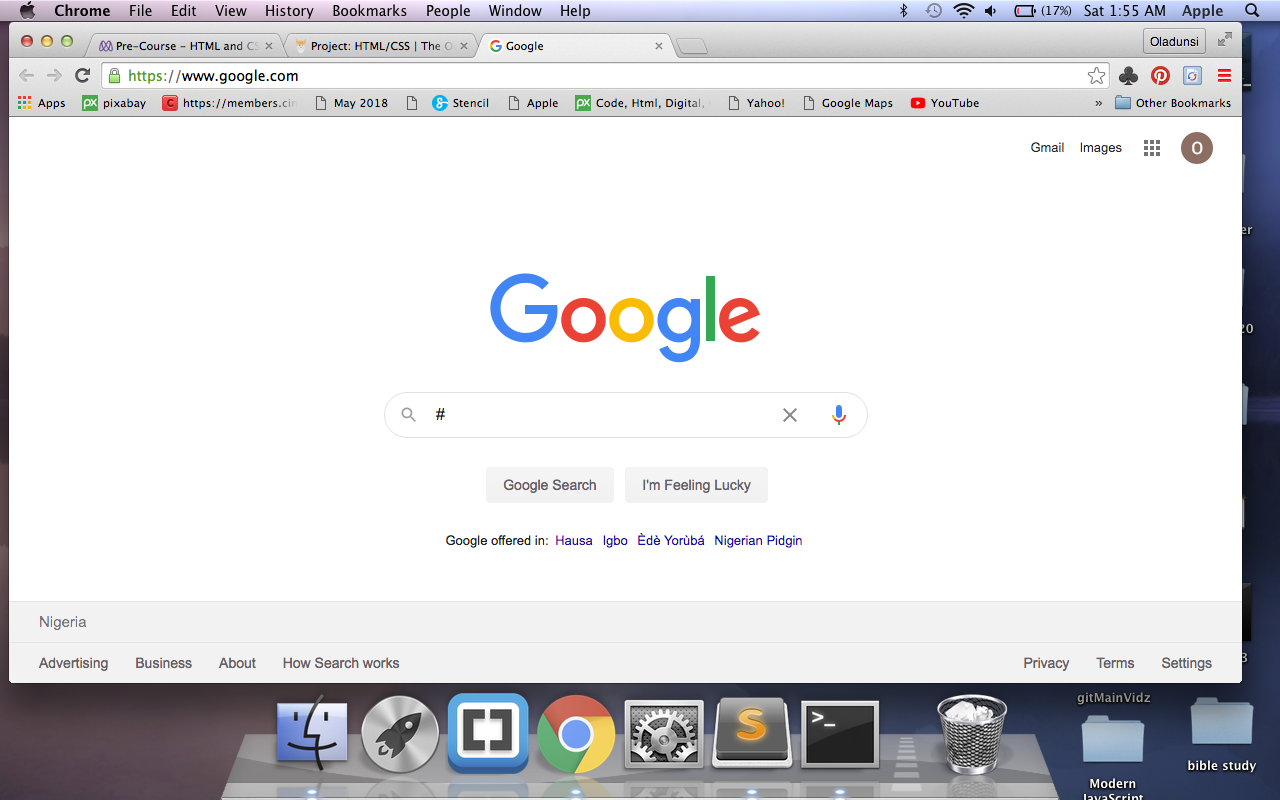 Chrome File Edit View History Bookmarks People Window Help (17%) Sat 1:55 AM Apple
Pre-Course - HTML and CS Project: HTML/CSS | The O Google Oladunsi
https://www.google.com
Apps pixabay https://members.cin May 2018 Stencil Apple Code, Html, Digital, Yahoo! Google Maps YouTube » Other Bookmarks
Gmail Images O
Google
#
Google Search I'm Feeling Lucky
Google offered in: Hausa Igbo Èdè Yorùbá Nigerian Pidgin
Nigeria
Advertising Business About How Search works Privacy Terms Settings
er
20
3
gitMainVidz
bible study
Modern
JavaScript